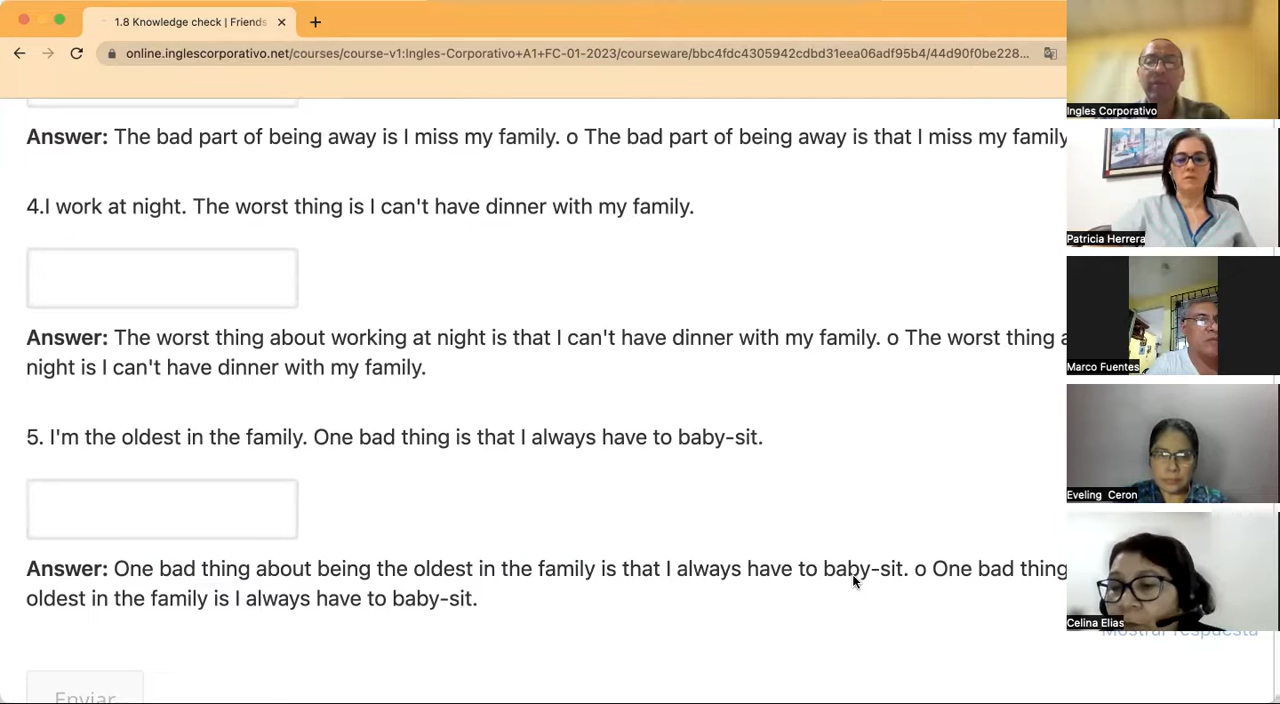 1.8 Knowledge check | Friends
online.inglescorporativo.net/courses/course-v1:Ingles-Corporativo+A1+FC-01-2023/courseware/bbc4fdc4305942cdbd31eea06adf95b4/44d90f0be228...
Ingles Corporativo
Answer: The bad part of being away is I miss my family. o The bad part of being away is that I miss my family
4.I work at night. The worst thing is I can't have dinner with my family.
Patricia Herrera
Answer: The worst thing about working at night is that I can't have dinner with my family. o The worst thing
night is I can't have dinner with my family.
Marco Fuentes
5. I'm the oldest in the family. One bad thing is that I always have to baby-sit.
Eveling Ceron
Answer: One bad thing about being the oldest in the family is that I always have to baby-sit. o One bad thing
oldest in the family is I always have to baby-sit.
Celina Elias
Mostrar respuesta
Enviar